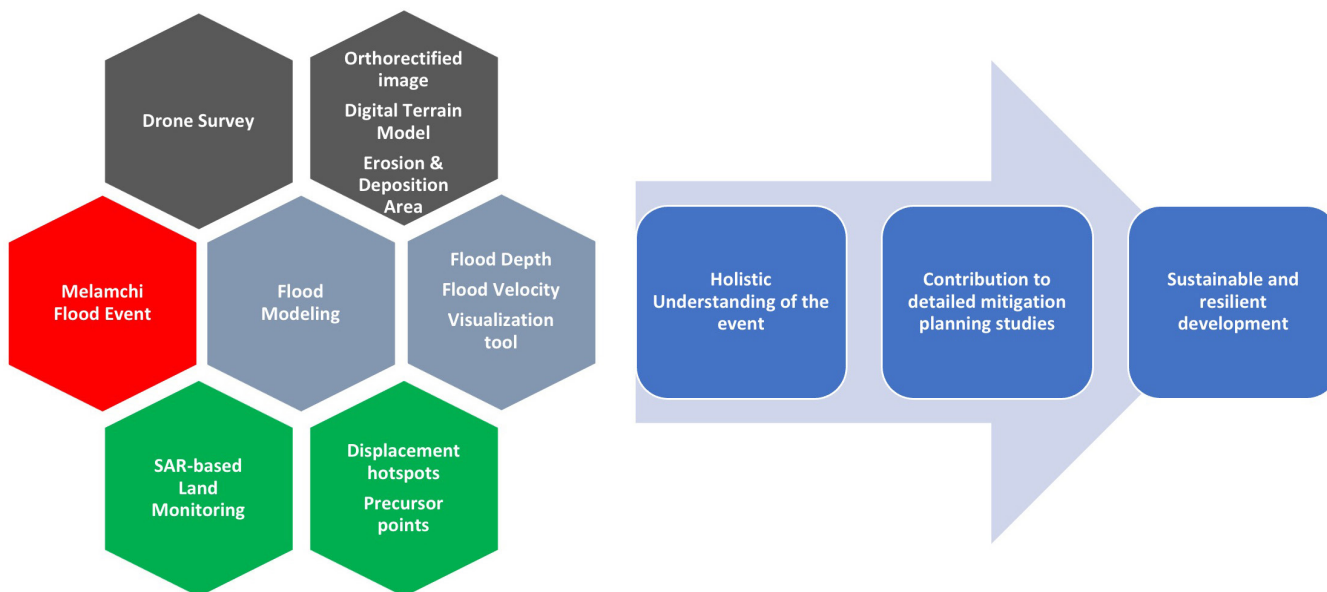 Drone Survey
Orthorectified
image
Digital Terrain
Model
Erosion &
Deposition
Area
Melamchi
Flood Event
Flood
Modeling
Flood Depth
Flood Velocity
Visualization
tool
SAR-based
Land
Monitoring
Displacement
hotspots
Precursor
points
Holistic
Understanding of the
event
Contribution to
detailed mitigation
planning studies
Sustainable and
resilient
development